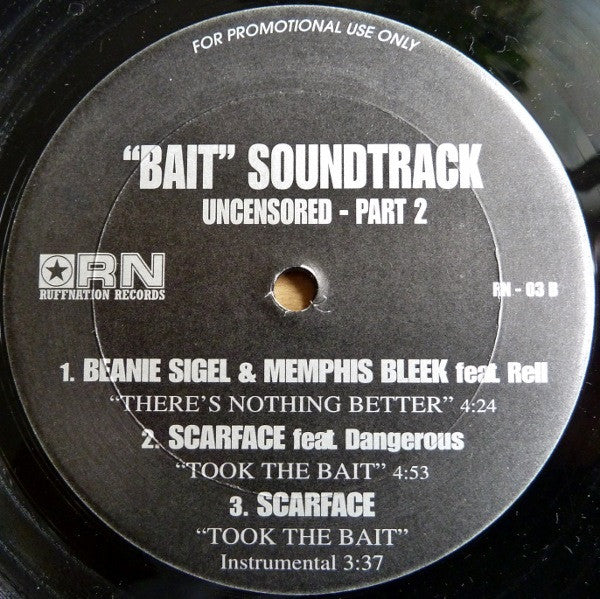 FOR PROMOTIONAL USE ONLY
“BAIT” SOUNDTRACK
UNCENSORED - PART 2
RN
RUFFNATION RECORDS
RN - 03 B
1. BEANIE SIGEL & MEMPHIS BLEEK feat. Rell
“THERE’S NOTHING BETTER” 4:24
2. SCARFACE feat. Dangerous
“TOOK THE BAIT” 4:53
3. SCARFACE
“TOOK THE BAIT”
Instrumental 3:37